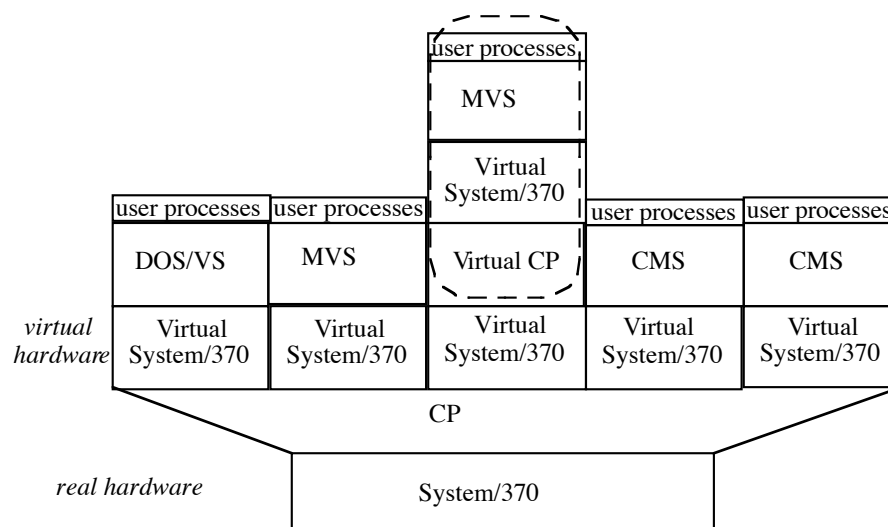 user processes
MVS
Virtual
System/370
user processes
user processes
user processes
user processes
DOS/VS
MVS
Virtual CP
CMS
CMS
virtual
hardware
Virtual
System/370
Virtual
System/370
Virtual
System/370
Virtual
System/370
Virtual
System/370
CP
real hardware
System/370